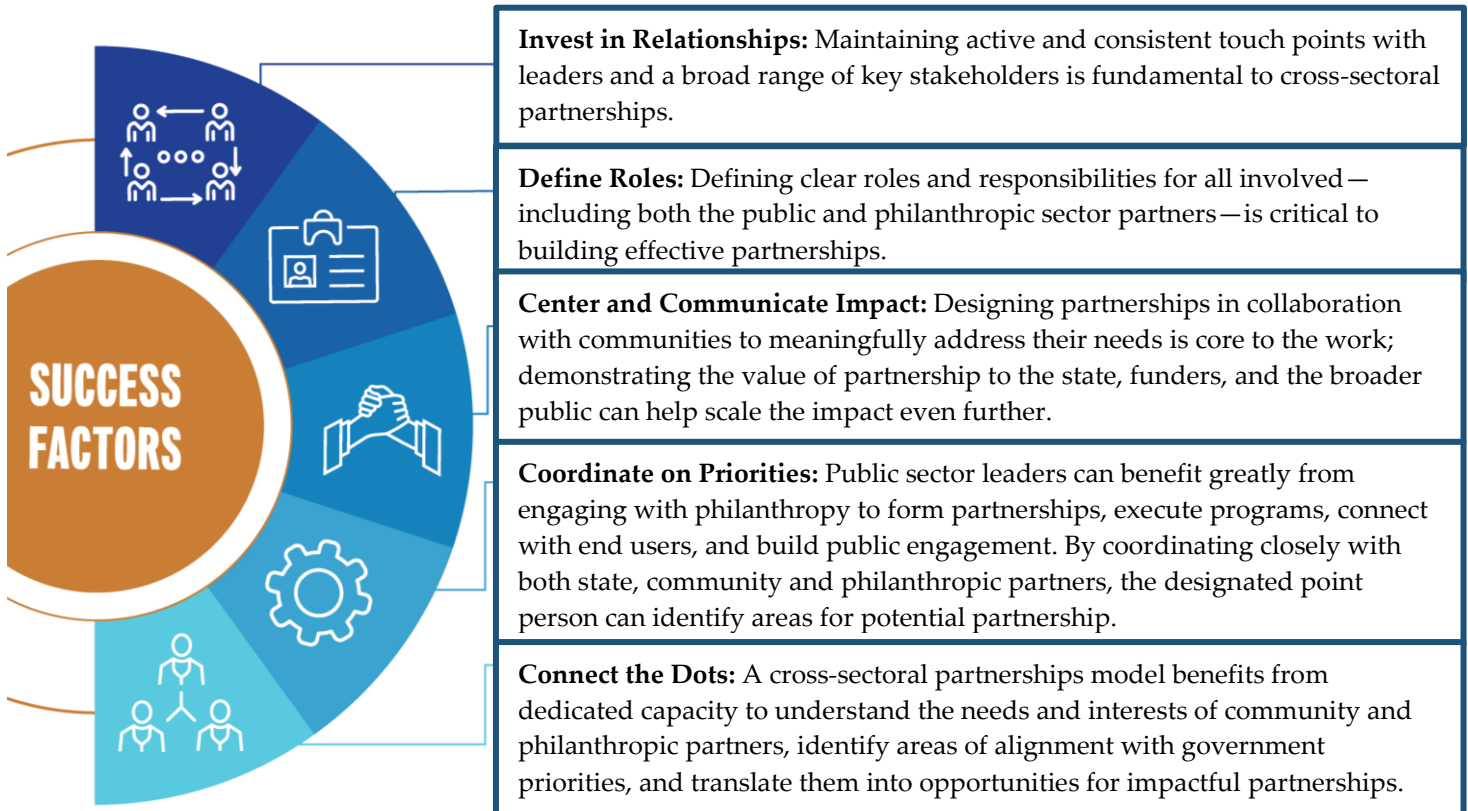 SUCCESS
FACTORS
Invest in Relationships: Maintaining active and consistent touch points with
leaders and a broad range of key stakeholders is fundamental to cross-sectoral
partnerships.
Define Roles: Defining clear roles and responsibilities for all involved—
including both the public and philanthropic sector partners—is critical to
building effective partnerships.
Center and Communicate Impact: Designing partnerships in collaboration
with communities to meaningfully address their needs is core to the work;
demonstrating the value of partnership to the state, funders, and the broader
public can help scale the impact even further.
Coordinate on Priorities: Public sector leaders can benefit greatly from
engaging with philanthropy to form partnerships, execute programs, connect
with end users, and build public engagement. By coordinating closely with
both state, community and philanthropic partners, the designated point
person can identify areas for potential partnership.
Connect the Dots: A cross-sectoral partnerships model benefits from
dedicated capacity to understand the needs and interests of community and
philanthropic partners, identify areas of alignment with government
priorities, and translate them into opportunities for impactful partnerships.